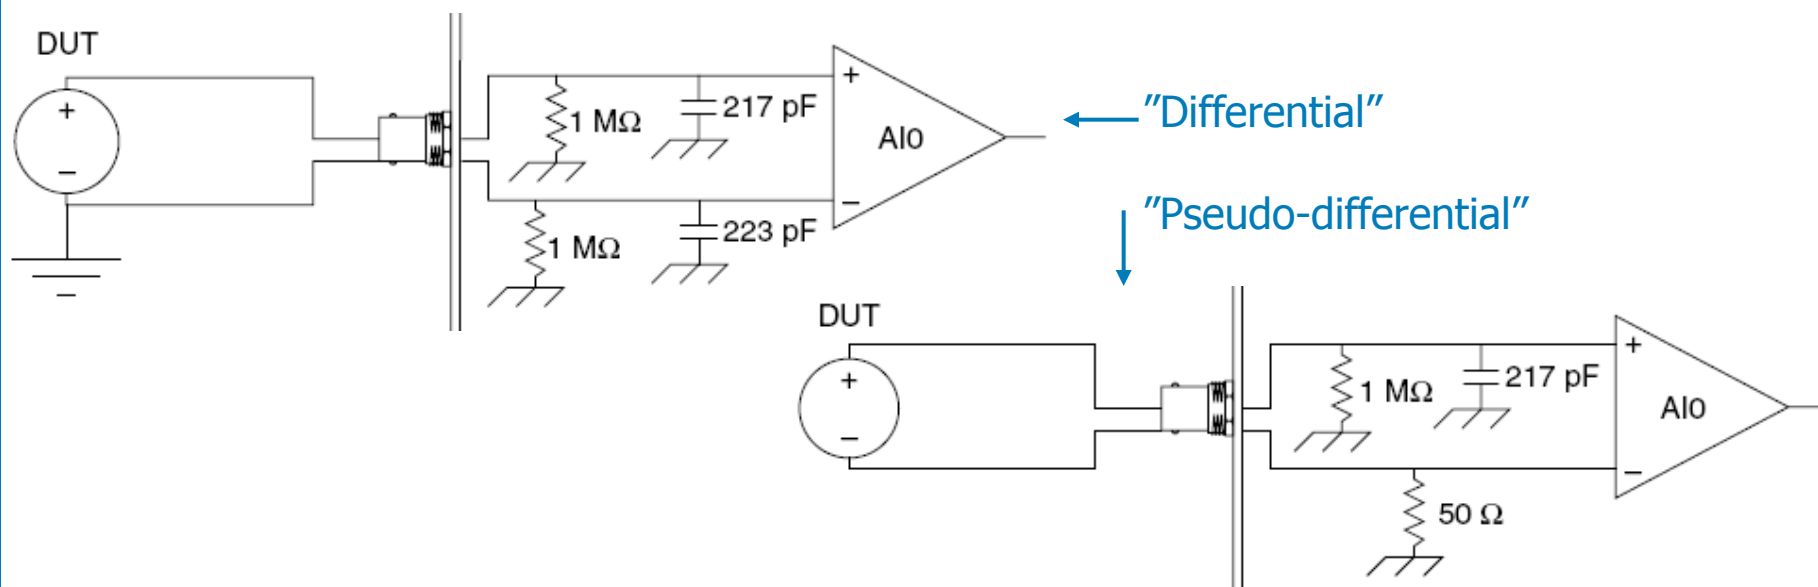 DUT
+
−
1 MΩ
217 pF
1 MΩ
223 pF
+
−
AI0
”Differential”
”Pseudo-differential”
DUT
+
−
1 MΩ
217 pF
50 Ω
+
−
AI0